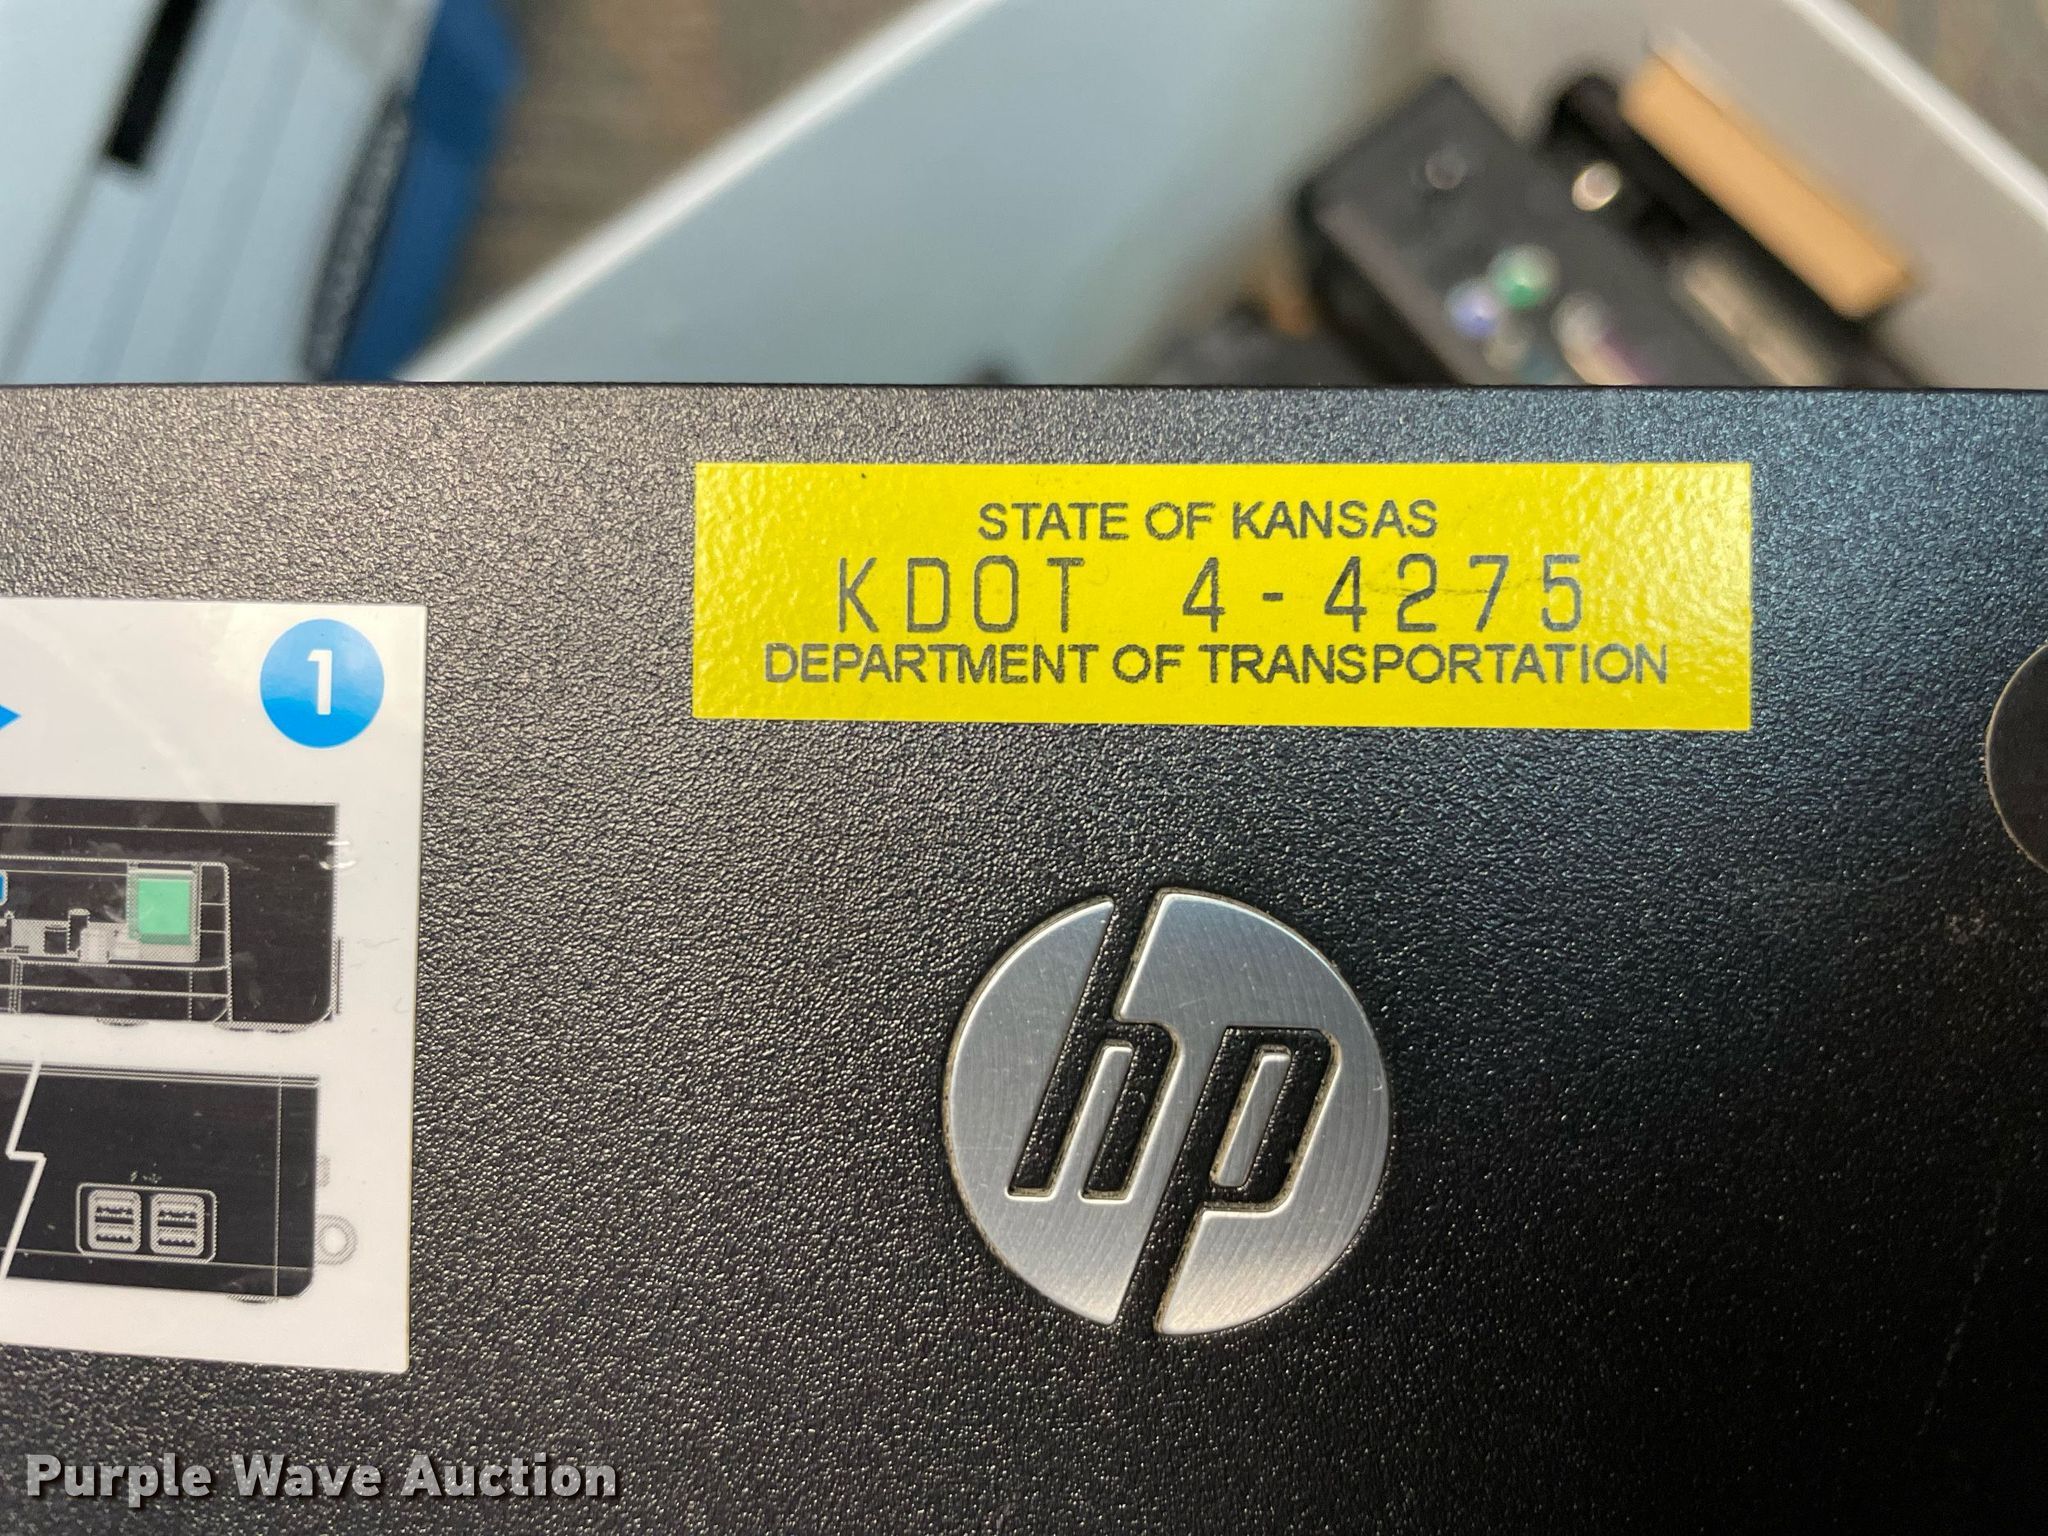 STATE OF KANSAS
KDOT 4-4275
DEPARTMENT OF TRANSPORTATION
1
hp
Purple Wave Auction